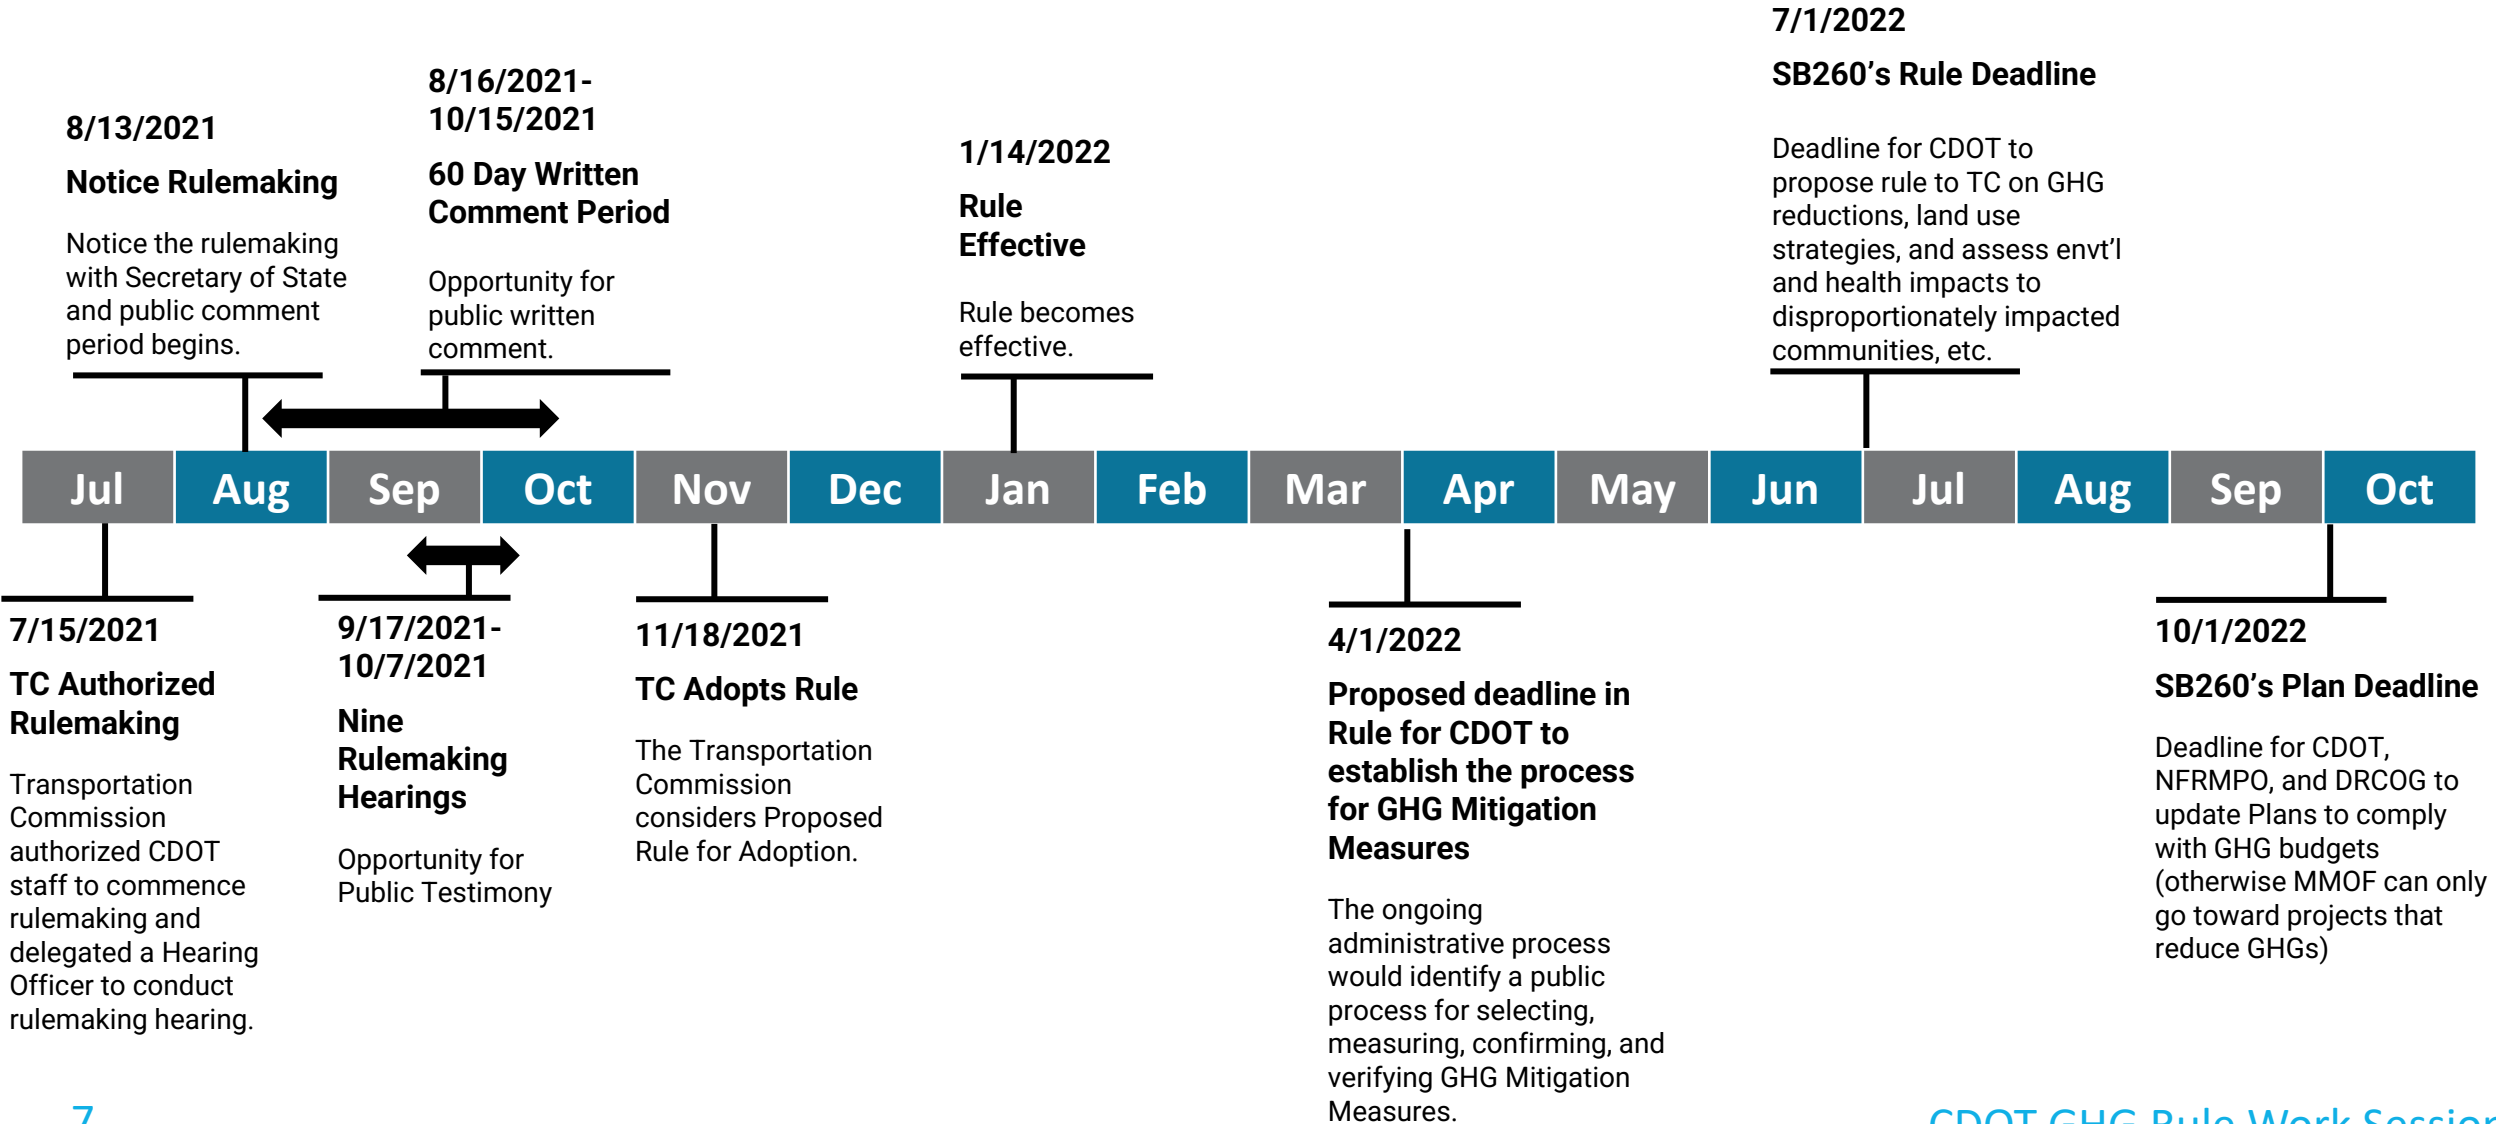 8/13/2021
Notice Rulemaking
Notice the rulemaking
with Secretary of State
and public comment
period begins.
8/16/2021-
10/15/2021
60 Day Written
Comment Period
Opportunity for
public written
comment.
1/14/2022
Rule
Effective
Rule becomes
effective.
7/1/2022
SB260’s Rule Deadline
Deadline for CDOT to
propose rule to TC on GHG
reductions, land use
strategies, and assess envt’l
and health impacts to
disproportionately impacted
communities, etc.
Jul Aug Sep Oct Nov Dec Jan Feb Mar Apr May Jun Jul Aug Sep Oct
7/15/2021
TC Authorized
Rulemaking
Transportation
Commission
authorized CDOT
staff to commence
rulemaking and
delegated a Hearing
Officer to conduct
rulemaking hearing.
9/17/2021-
10/7/2021
Nine
Rulemaking
Hearings
Opportunity for
Public Testimony
11/18/2021
TC Adopts Rule
The Transportation
Commission
considers Proposed
Rule for Adoption.
4/1/2022
Proposed deadline in
Rule for CDOT to
establish the process
for GHG Mitigation
Measures
The ongoing
administrative process
would identify a public
process for selecting,
measuring, confirming, and
verifying GHG Mitigation
Measures.
10/1/2022
SB260’s Plan Deadline
Deadline for CDOT,
NFRMPO, and DRCOG to
update Plans to comply
with GHG budgets
(otherwise MMOF can only
go toward projects that
reduce GHGs)
7
CDOT GHG Rule Work Session